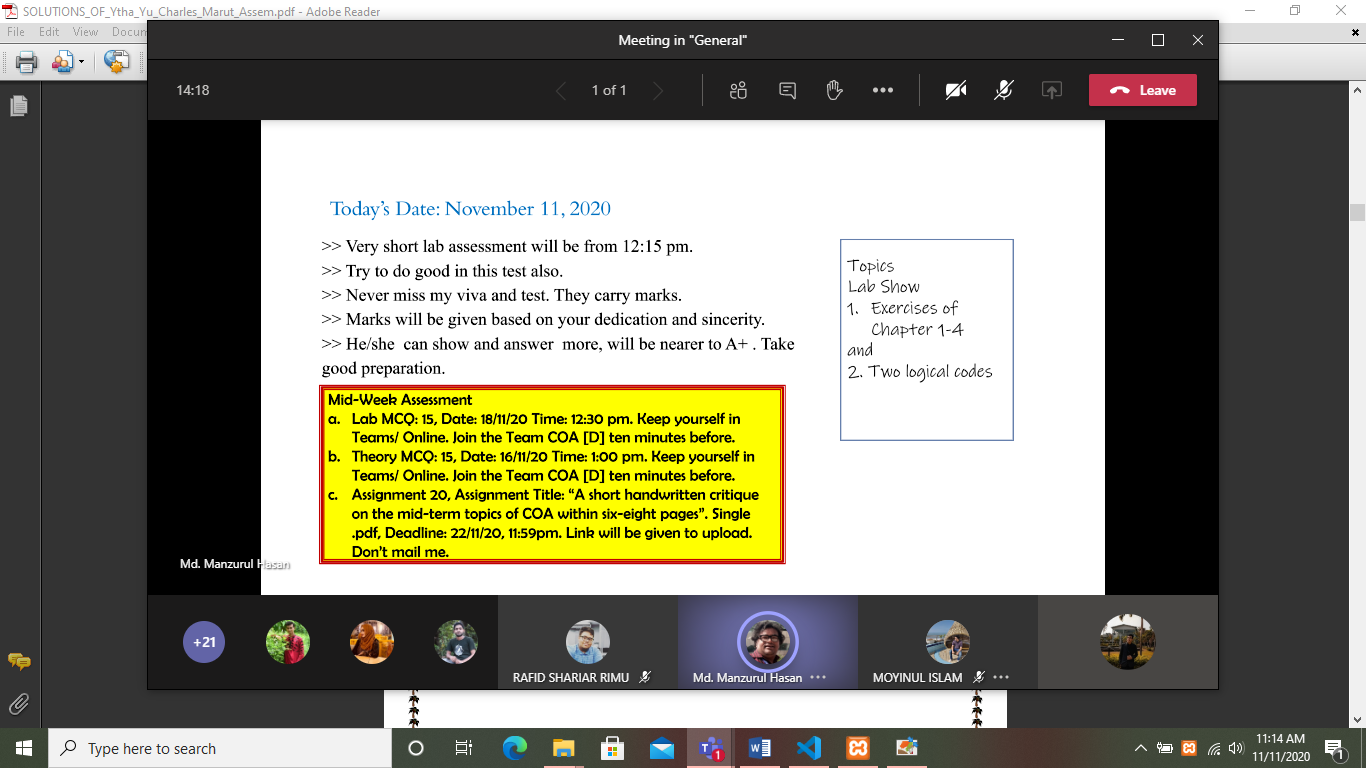 SOLUTIONS_OF_Ytha_Yu_Charles_Marut_Assem.pdf - Adobe Reader
File Edit View Docum
Meeting in "General"
14:18
1 of 1
Leave
Today's Date: November 11, 2020
>> Very short lab assessment will be from 12:15 pm.
>> Try to do good in this test also.
>> Never miss my viva and test. They carry marks.
>> Marks will be given based on your dedication and sincerity.
>> He/she can show and answer more, will be nearer to A+ . Take
good preparation.
Topics
Lab Show
1. Exercises of
Chapter 1-4
and
2. Two logical codes
Mid-Week Assessment
a. Lab MCQ: 15, Date: 18/11/20 Time: 12:30 pm. Keep yourself in
Teams/ Online. Join the Team COA [D] ten minutes before.
b. Theory MCQ: 15, Date: 16/11/20 Time: 1:00 pm. Keep yourself in
Teams/ Online. Join the Team COA [D] ten minutes before.
c. Assignment 20, Assignment Title: “A short handwritten critique
on the mid-term topics of COA within six-eight pages”. Single
.pdf, Deadline: 22/11/20, 11:59pm. Link will be given to upload.
Don't mail me.
Md. Manzurul Hasan
+21
RAFID SHARIAR RIMU
Md. Manzurul Hasan
MOYINUL ISLAM
Type here to search
1
11:14 AM
11/11/2020
1